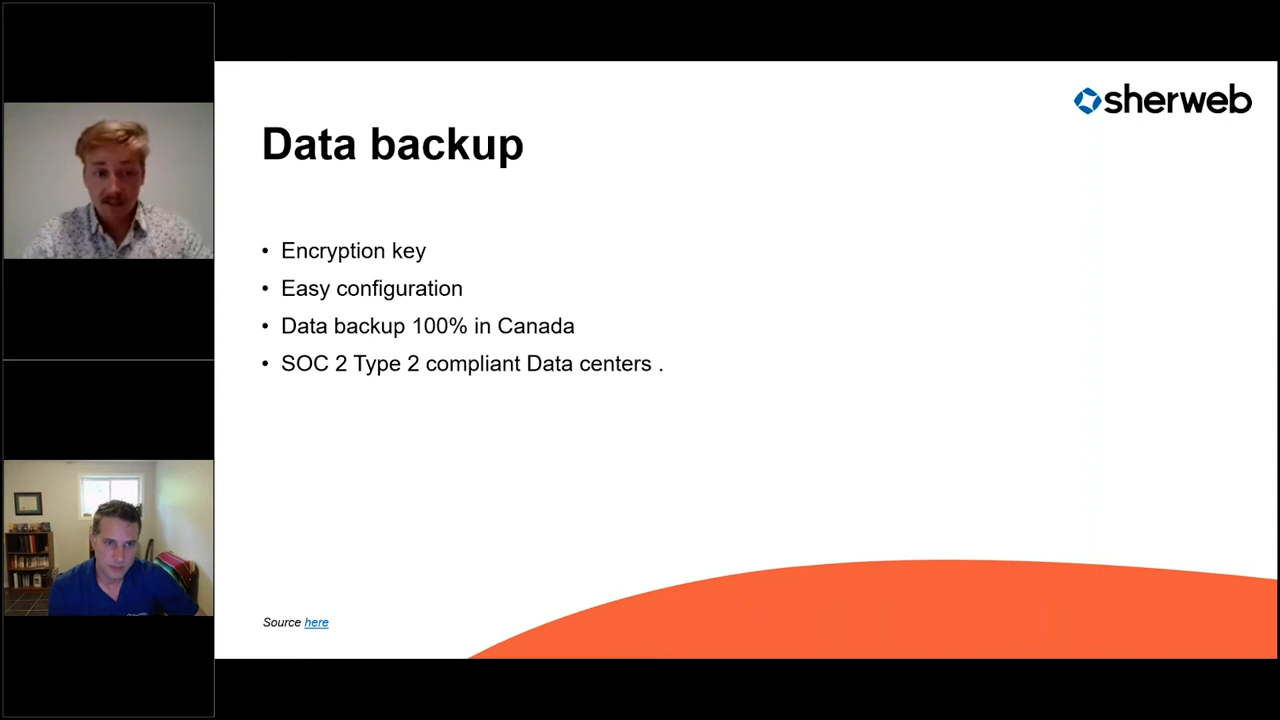 sherweb
Data backup
• Encryption key
• Easy configuration
• Data backup 100% in Canada
• SOC 2 Type 2 compliant Data centers .
Source here